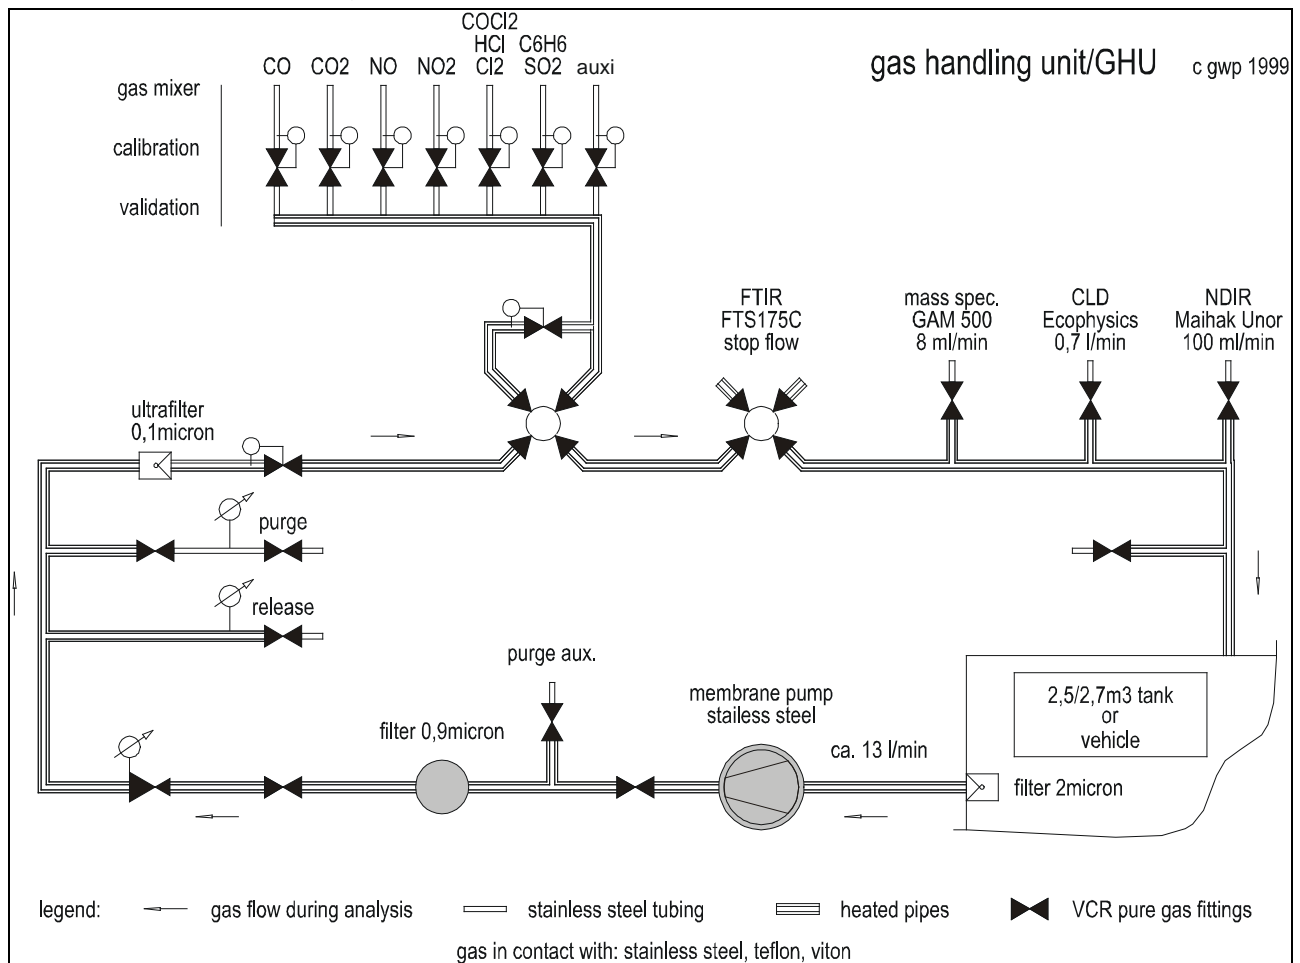 gas handling unit/GHU
c gwp 1999
COCl2
HCl
C6H6
CO
CO2
NO
NO2
Cl2
SO2
auxi
gas mixer
calibration
validation
FTIR
FTS175C
stop flow
mass spec.
GAM 500
8 ml/min
CLD
Ecophysics
0,7 l/min
NDIR
Maihak Unor
100 ml/min
ultrafilter
0,1micron
purge
release
purge aux.
filter 0,9micron
membrane pump
stailess steel
ca. 13 l/min
2,5/2,7m3 tank
or
vehicle
filter 2micron
legend:
gas flow during analysis
stainless steel tubing
heated pipes
VCR pure gas fittings
gas in contact with: stainless steel, teflon, viton